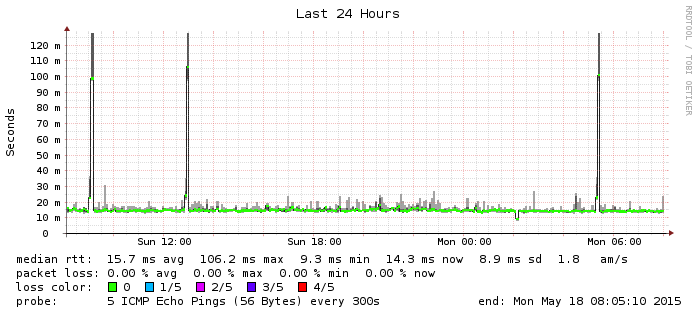 Last 24 Hours
RRDTOOL / TOBI OETIKER
Seconds
120 m
110 m
100 m
90 m
80 m
70 m
60 m
50 m
40 m
30 m
20 m
10 m
0
Sun 12:00 Sun 18:00 Mon 00:00 Mon 06:00
median rtt: 15.7 ms avg 106.2 ms max 9.3 ms min 14.3 ms now 8.9 ms sd 1.8 am/s
packet loss: 0.00 % avg 0.00 % max 0.00 % min 0.00 % now
loss color: 0 1/5 2/5 3/5 4/5
probe: 5 ICMP Echo Pings (56 Bytes) every 300s end: Mon May 18 08:05:10 2015